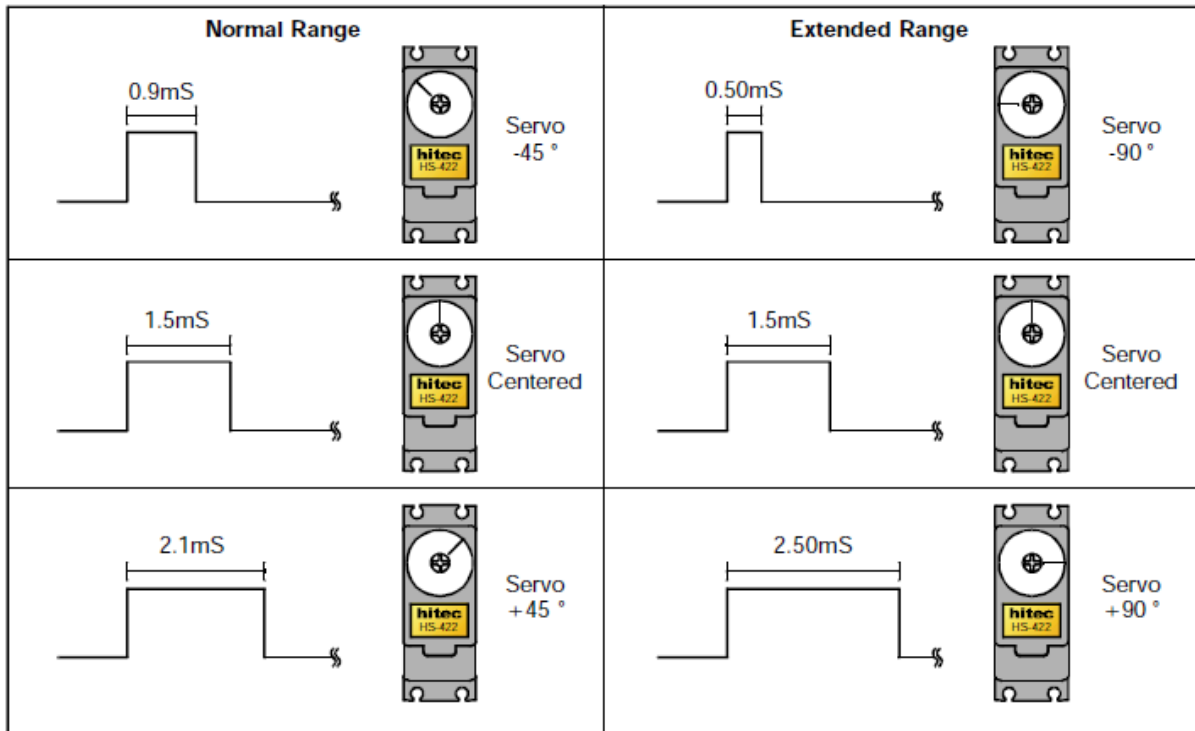 Normal Range
0.9mS
Servo
-45 °
hitec
HS-422
Extended Range
0.50mS
Servo
-90 °
hitec
HS-422
1.5mS
Servo
Centered
hitec
HS-422
1.5mS
Servo
Centered
hitec
HS-422
2.1mS
Servo
+45 °
hitec
HS-422
2.50mS
Servo
+90 °
hitec
HS-422